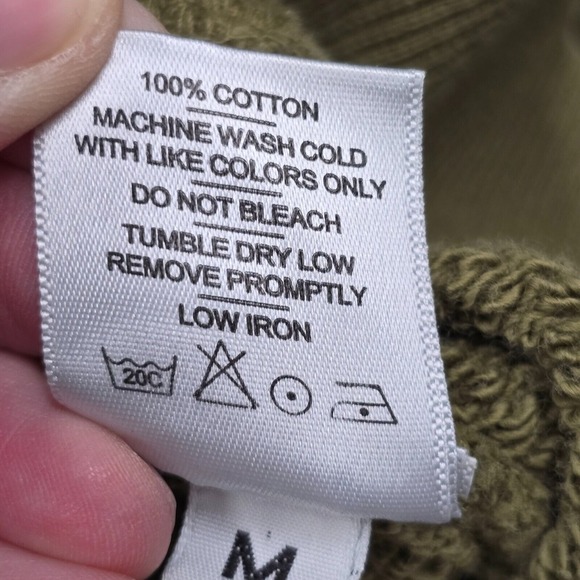 100% COTTON
MACHINE WASH COLD
WITH LIKE COLORS ONLY
DO NOT BLEACH
TUMBLE DRY LOW
REMOVE PROMPTLY
LOW IRON
20C
M